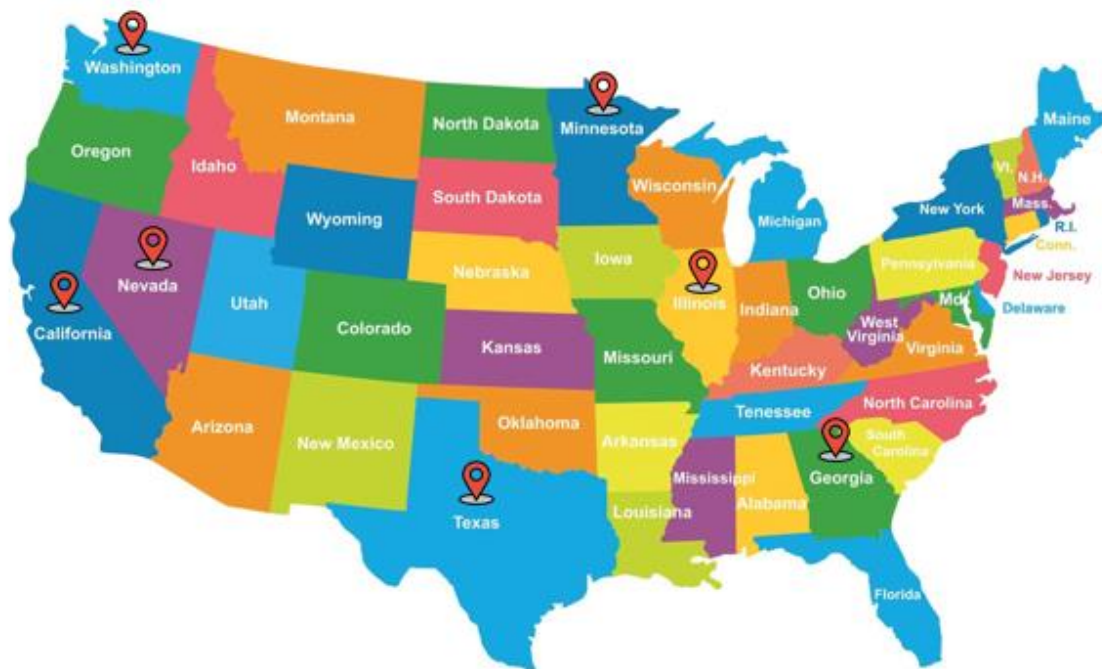 Washington
Montana
North Dakota
Minnesota
Maine
Oregon
Idaho
South Dakota
Wisconsin
Vt.
N.H.
Wyoming
Michigan
New York
Mass.
R.I.
Conn.
Nevada
Nebraska
Iowa
Illinois
Pennsylvania
New Jersey
California
Utah
Colorado
Kansas
Missouri
Indiana
Ohio
Md.
Delaware
West
Virginia
Virginia
Kentucky
Arizona
New Mexico
Oklahoma
Arkansas
Tenessee
North Carolina
South
Carolina
Texas
Louisiana
Mississippi
Alabama
Georgia
Florida